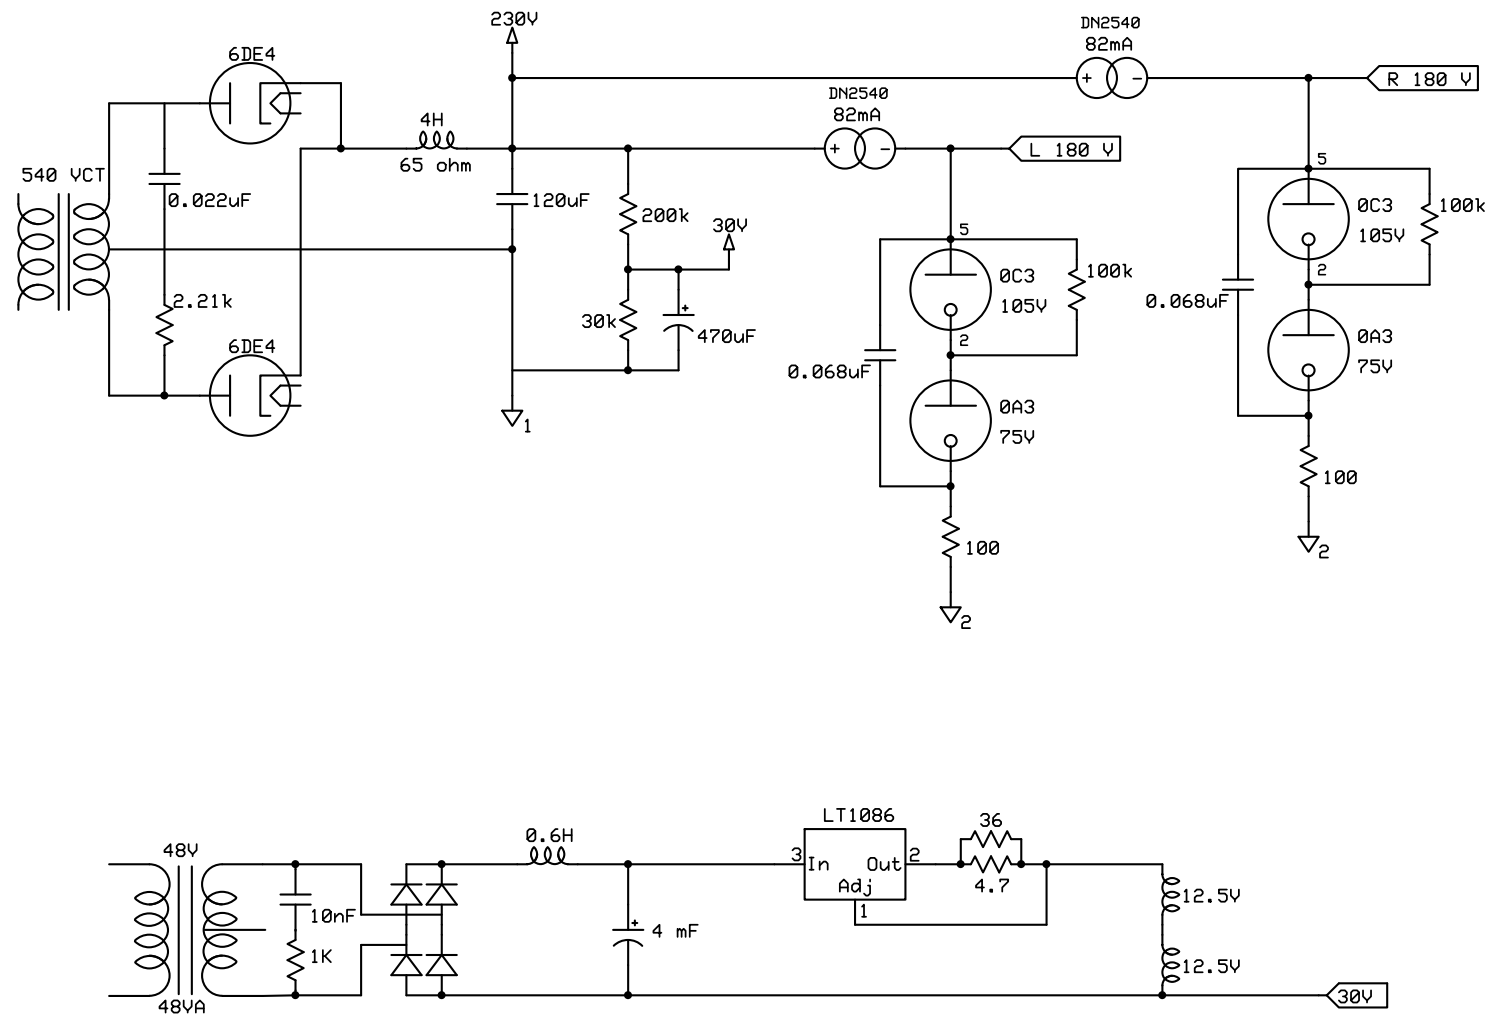 230V
DN2540
82mA
6DE4
R 180 V
DN2540
82mA
4H
L 180 V
65 ohm
540 VCT
5
0.022uF
120uF
200k
0C3
100k
105V
30V
5
2
0C3
100k
105V
2.21k
0.068uF
30k
470uF
0A3
6DE4
2
75V
0.068uF
0A3
1
75V
100
100
2
2
LT1086
36
0.6H
48V
3
In
Out
2
4.7
Adj
12.5V
10nF
1
4 mF
1K
12.5V
48VA
30V